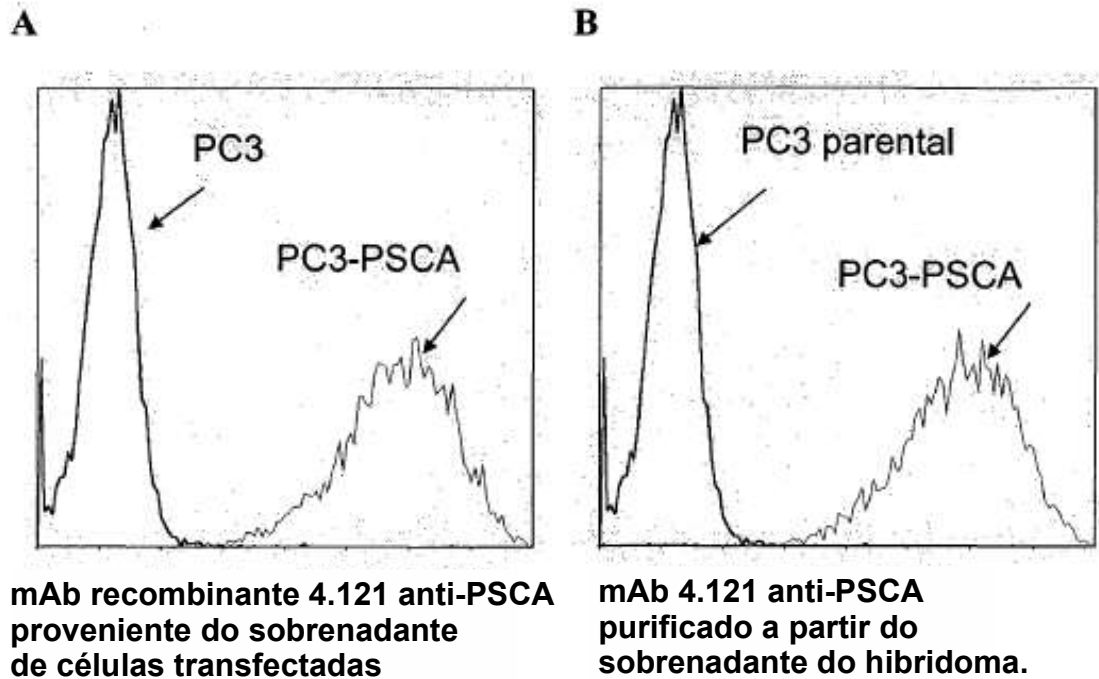 A
PC3
PC3-PSCA
mAb recombinante 4.121 anti-PSCA
proveniente do sobrenadante
de células transfectadas
B
PC3 parental
PC3-PSCA
mAb 4.121 anti-PSCA
purificado a partir do
sobrenadante do hibridoma.